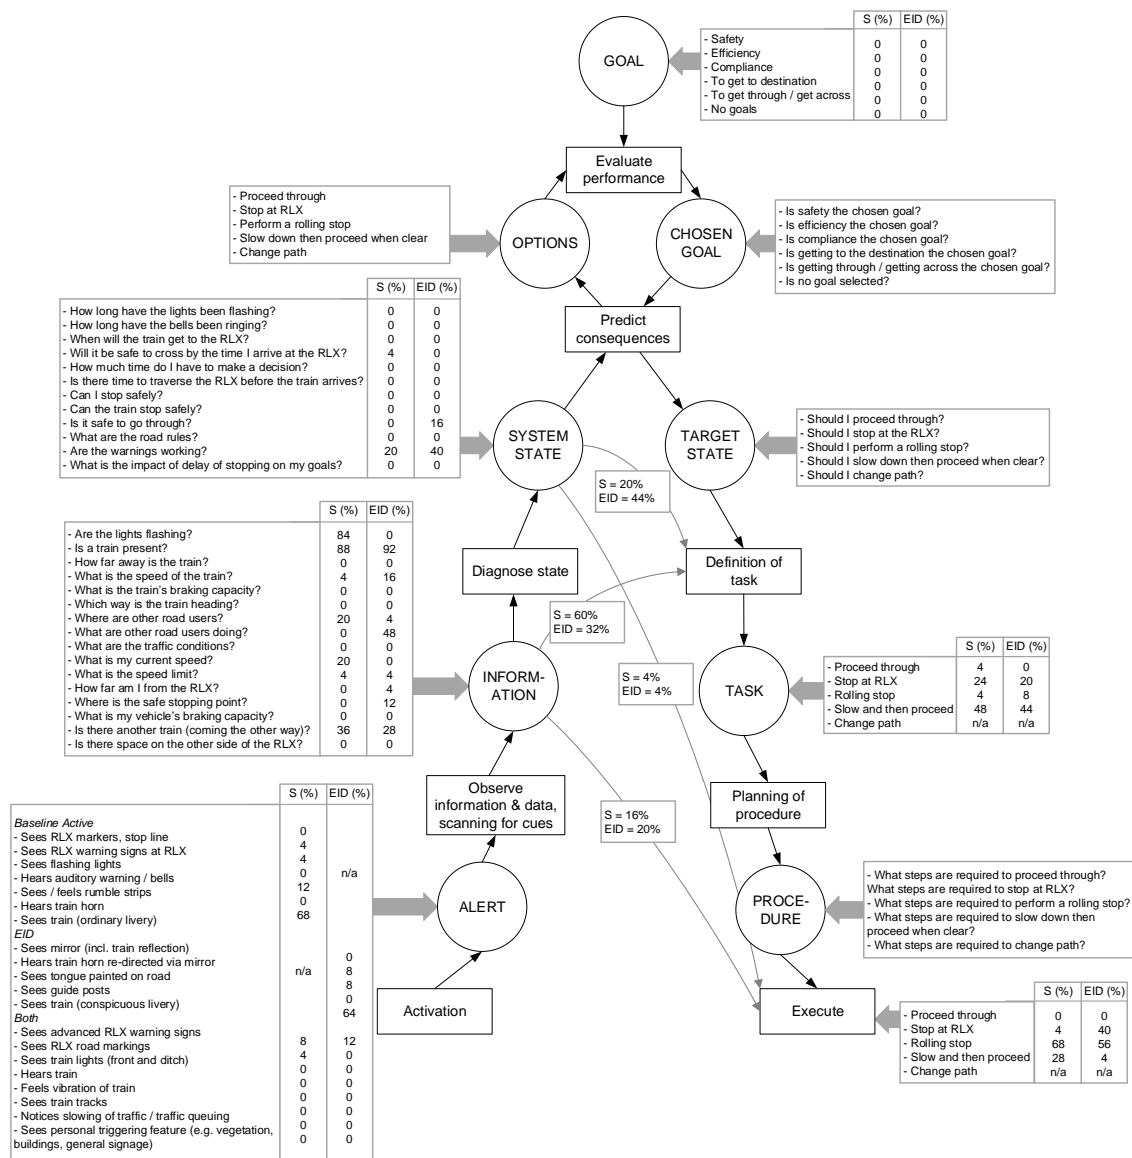 S (%) EID (%)
GOAL
- Safety 0 0
- Efficiency 0 0
- Compliance 0 0
- To get to destination 0 0
- To get through / get across 0 0
- No goals 0 0
Evaluate
performance
- Proceed through
- Stop at RLX
- Perform a rolling stop
- Slow down then proceed when clear
- Change path
OPTIONS
CHOSEN
GOAL
- Is safety the chosen goal?
- Is efficiency the chosen goal?
- Is compliance the chosen goal?
- Is getting to the destination the chosen goal?
- Is getting through / getting across the chosen goal?
- Is no goal selected?
Predict
consequences
S (%) EID (%)
- How long have the lights been flashing? 0 0
- How long have the bells been ringing? 0 0
- When will the train get to the RLX? 0 0
- Will it be safe to cross by the time I arrive at the RLX? 4 0
- How much time do I have to make a decision? 0 0
- Is there time to traverse the RLX before the train arrives? 0 0
- Can I stop safely? 0 0
- Can the train stop safely? 0 0
- Is it safe to go through? 0 16
- What are the road rules? 0 0
- Are the warnings working? 20 40
- What is the impact of delay of stopping on my goals? 0 0
SYSTEM
STATE
TARGET
STATE
- Should I proceed through?
- Should I stop at the RLX?
- Should I perform a rolling stop?
- Should I slow down then proceed when clear?
- Should I change path?
S = 20%
EID = 44%
S (%) EID (%)
- Are the lights flashing? 84 0
- Is a train present? 88 92
- How far away is the train? 0 0
- What is the speed of the train? 4 16
- What is the train's braking capacity? 0 0
- Which way is the train heading? 0 0
- Where are other road users? 20 4
- What are other road users doing? 0 48
- What are the traffic conditions? 0 0
- What is my current speed? 20 0
- What is the speed limit? 4 4
- How far am I from the RLX? 0 4
- Where is the safe stopping point? 0 12
- What is my vehicle's braking capacity? 0 0
- Is there another train (coming the other way)? 36 28
- Is there space on the other side of the RLX? 0 0
Diagnose state
Definition of
task
S = 60%
EID = 32%
INFORM-
ATION
S = 4%
EID = 4%
TASK
S (%) EID (%)
- Proceed through 4 0
- Stop at RLX 24 20
- Rolling stop 4 8
- Slow and then proceed 48 44
- Change path n/a n/a
Observe
information & data,
scanning for cues
Planning of
procedure
S = 16%
EID = 20%
S (%) EID (%)
Baseline Active
- Sees RLX markers, stop line 0
- Sees RLX warning signs at RLX 4
- Sees flashing lights 4
- Hears auditory warning / bells 0 n/a
- Sees / feels rumble strips 12
- Hears train horn 0
- Sees train (ordinary livery) 68
EID
- Sees mirror (incl. train reflection) 0
- Hears train horn re-directed via mirror 8
- Sees tongue painted on road n/a 8
- Sees guide posts 0
- Sees train (conspicuous livery) 64
Both
- Sees advanced RLX warning signs 8 12
- Sees RLX road markings 4 0
- Sees train lights (front and ditch) 0 0
- Hears train 0 0
- Feels vibration of train 0 0
- Sees train tracks 0 0
- Notices slowing of traffic / traffic queuing 0 0
- Sees personal triggering feature (e.g. vegetation,
buildings, general signage) 0 0
ALERT
PROCE-
DURE
- What steps are required to proceed through?
What steps are required to stop at RLX?
- What steps are required to perform a rolling stop?
- What steps are required to slow down then
proceed when clear?
- What steps are required to change path?
Activation
Execute
S (%) EID (%)
- Proceed through 0 0
- Stop at RLX 4 40
- Rolling stop 68 56
- Slow and then proceed 28 4
- Change path n/a n/a